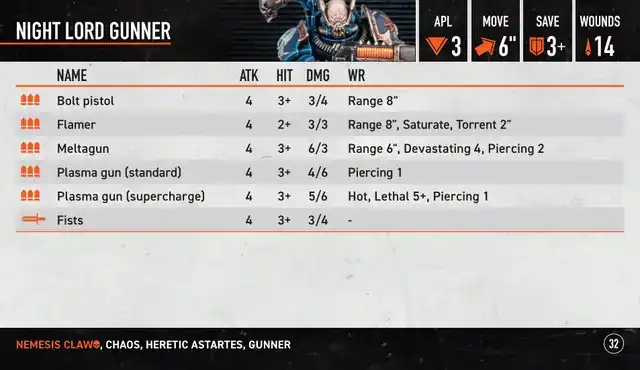 NIGHT LORD GUNNER
APL MOVE SAVE WOUNDS
3 6" 3+ 14
NAME ATK HIT DMG WR
Bolt pistol 4 3+ 3/4 Range 8"
Flamer 4 2+ 3/3 Range 8", Saturate, Torrent 2"
Meltagun 4 3+ 6/3 Range 6", Devastating 4, Piercing 2
Plasma gun (standard) 4 3+ 4/6 Piercing 1
Plasma gun (supercharge) 4 3+ 5/6 Hot, Lethal 5+, Piercing 1
Fists 4 3+ 3/4 -
NEMESIS CLAW, CHAOS, HERETIC ASTARTES, GUNNER 32